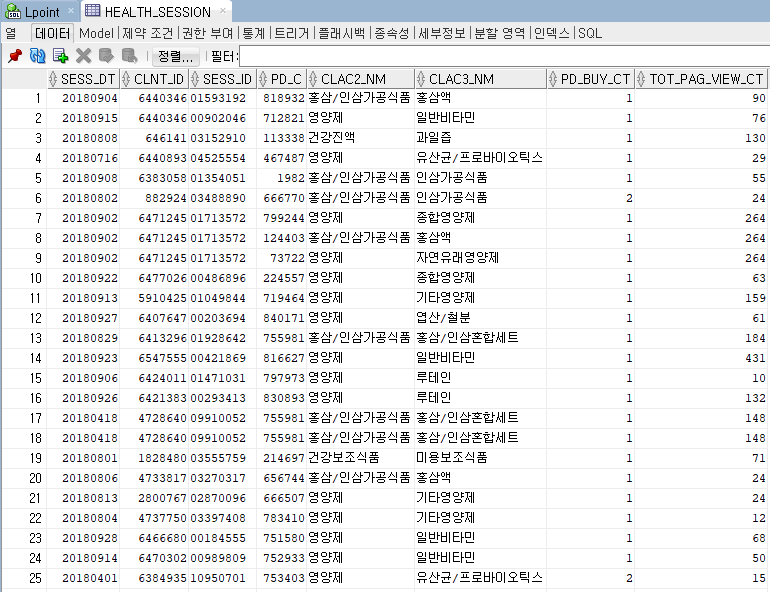 Lpoint HEALTH_SESSION
열 데이터 Model 제약 조건 권한 부여 통계 트리거 플래시백 종속성 세부정보 분할 영역 인덱스 SQL
정렬... 필터:
SESS_DT CLNT_ID SESS_ID PD_C CLAC2_NM CLAC3_NM PD_BUY_CT TOT_PAG_VIEW_CT
1 20180904 6440346 01593192 818932 홍삼/인삼가공식품 홍삼액 1 90
2 20180915 6440346 00902046 712821 영양제 일반비타민 1 76
3 20180808 646141 03152910 113338 건강진액 과일즙 1 130
4 20180716 6440893 04525554 467487 영양제 유산균/프로바이오틱스 1 29
5 20180908 6383058 01354051 1982 홍삼/인삼가공식품 인삼가공식품 1 55
6 20180802 882924 03488890 666770 홍삼/인삼가공식품 인삼가공식품 2 24
7 20180902 6471245 01713572 799244 영양제 종합영양제 1 264
8 20180902 6471245 01713572 124403 홍삼/인삼가공식품 홍삼액 1 264
9 20180902 6471245 01713572 73722 영양제 자연유래영양제 1 264
10 20180922 6477026 00486896 224557 영양제 종합영양제 1 63
11 20180913 5910425 01049844 719464 영양제 기타영양제 1 159
12 20180927 6407647 00203694 840171 영양제 엽산/철분 1 61
13 20180829 6413296 01928642 755981 홍삼/인삼가공식품 홍삼/인삼혼합세트 1 184
14 20180923 6547555 00421869 816627 영양제 일반비타민 1 431
15 20180906 6424011 01471031 797973 영양제 루테인 1 10
16 20180926 6421383 00293413 830893 영양제 루테인 1 132
17 20180418 4728640 09910052 755981 홍삼/인삼가공식품 홍삼/인삼혼합세트 1 148
18 20180418 4728640 09910052 755981 홍삼/인삼가공식품 홍삼/인삼혼합세트 1 148
19 20180801 1828480 03555759 214697 건강보조식품 미용보조식품 1 71
20 20180806 4733817 03270317 656744 홍삼/인삼가공식품 홍삼액 1 24
21 20180813 2800767 02870096 666507 영양제 기타영양제 1 24
22 20180804 4737750 03397408 783410 영양제 기타영양제 1 12
23 20180928 6466680 00184555 751580 영양제 일반비타민 1 68
24 20180914 6470302 00989809 752933 영양제 일반비타민 1 50
25 20180401 6384935 10950701 753403 영양제 유산균/프로바이오틱스 2 15